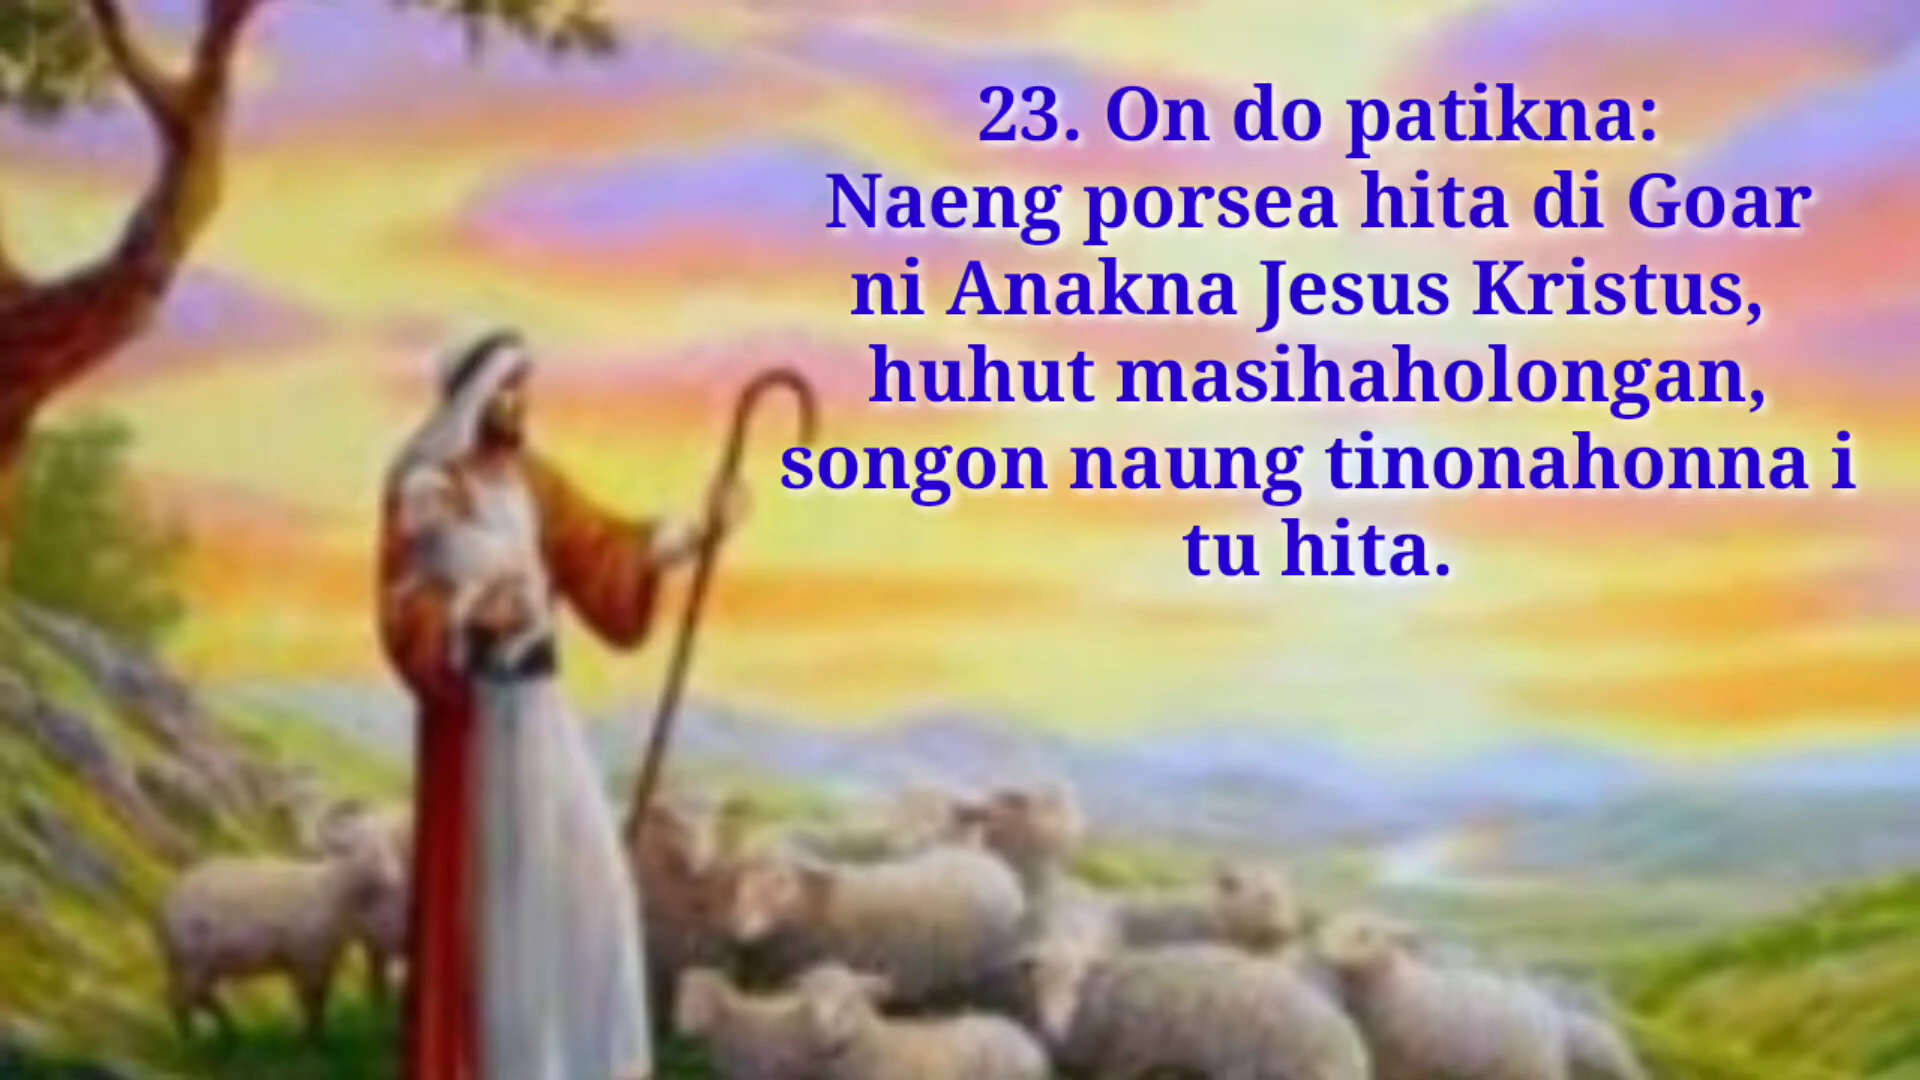 23. On do patikna:
Naeng porsea hita di Goar
ni Anakna Jesus Kristus,
huhut masihaholongan,
songon naung tinonahonna i
tu hita.